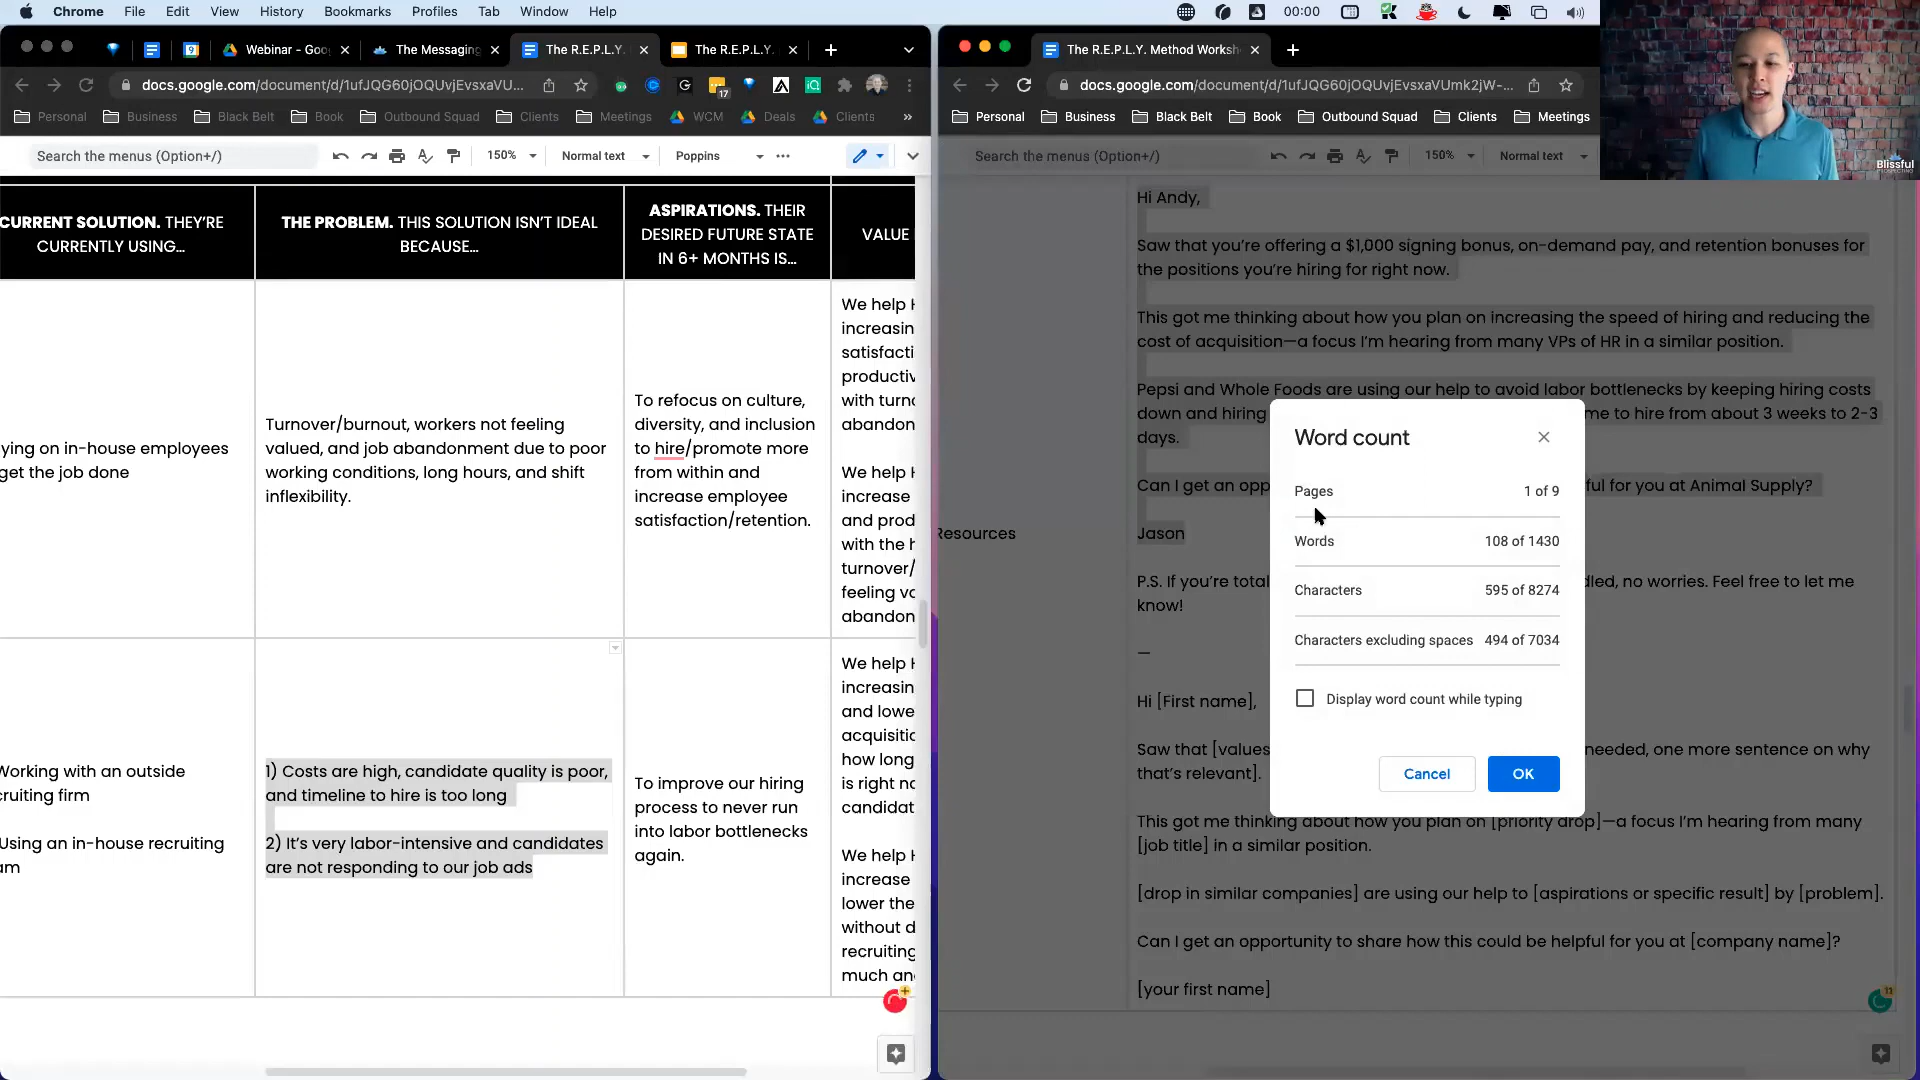 Chrome File Edit View History Bookmarks Profiles Tab Window Help
00:00
Webinar - Goo
The Messaging
The R.E.P.L.Y.
The R.E.P.L.Y.
docs.google.com/document/d/1ufJQG60jOQUvjEvsxaVU...
17
Personal Business Black Belt Book Outbound Squad Clients Meetings WCM Deals Clients »
Search the menus (Option+/)
150%
Normal text
Poppins
CURRENT SOLUTION. THEY'RE
CURRENTLY USING...
THE PROBLEM. THIS SOLUTION ISN'T IDEAL
BECAUSE...
ASPIRATIONS. THEIR
DESIRED FUTURE STATE
IN 6+ MONTHS IS...
VALUE
ying on in-house employees
get the job done
Turnover/burnout, workers not feeling
valued, and job abandonment due to poor
working conditions, long hours, and shift
inflexibility.
To refocus on culture,
diversity, and inclusion
to hire/promote more
from within and
increase employee
satisfaction/retention.
We help H
increasin
satisfacti
productiv
with turno
abandon
We help H
increase
and prod
with the h
turnover/
feeling va
abandon
Working with an outside
cruiting firm
Using an in-house recruiting
am
1) Costs are high, candidate quality is poor,
and timeline to hire is too long
2) It's very labor-intensive and candidates
are not responding to our job ads
To improve our hiring
process to never run
into labor bottlenecks
again.
We help H
increasin
and lowe
acquisitio
how long
is right no
candidat
We help H
increase
lower the
without d
recruiting
much and
The R.E.P.L.Y. Method Worksh
docs.google.com/document/d/1ufJQG60jOQUvjEvsxaVUmk2jW-...
Personal Business Black Belt Book Outbound Squad Clients Meetings
Search the menus (Option+/)
150%
Normal text
Blissful
PROSPECTING
Resources
Hi Andy,
Saw that you're offering a $1,000 signing bonus, on-demand pay, and retention bonuses for
the positions you're hiring for right now.
This got me thinking about how you plan on increasing the speed of hiring and reducing the
cost of acquisition—a focus I'm hearing from many VPs of HR in a similar position.
Pepsi and Whole Foods are using our help to avoid labor bottlenecks by keeping hiring costs
down and hiring me to hire from about 3 weeks to 2-3
days.
Can I get an opp ful for you at Animal Supply?
Jason
P.S. If you're total dled, no worries. Feel free to let me
know!
—
Hi [First name],
Saw that [values needed, one more sentence on why
that's relevant].
This got me thinking about how you plan on [priority drop]—a focus I'm hearing from many
[job title] in a similar position.
[drop in similar companies] are using our help to [aspirations or specific result] by [problem].
Can I get an opportunity to share how this could be helpful for you at [company name]?
[your first name]
11
Word count
Pages 1 of 9
Words 108 of 1430
Characters 595 of 8274
Characters excluding spaces 494 of 7034
Display word count while typing
Cancel
OK